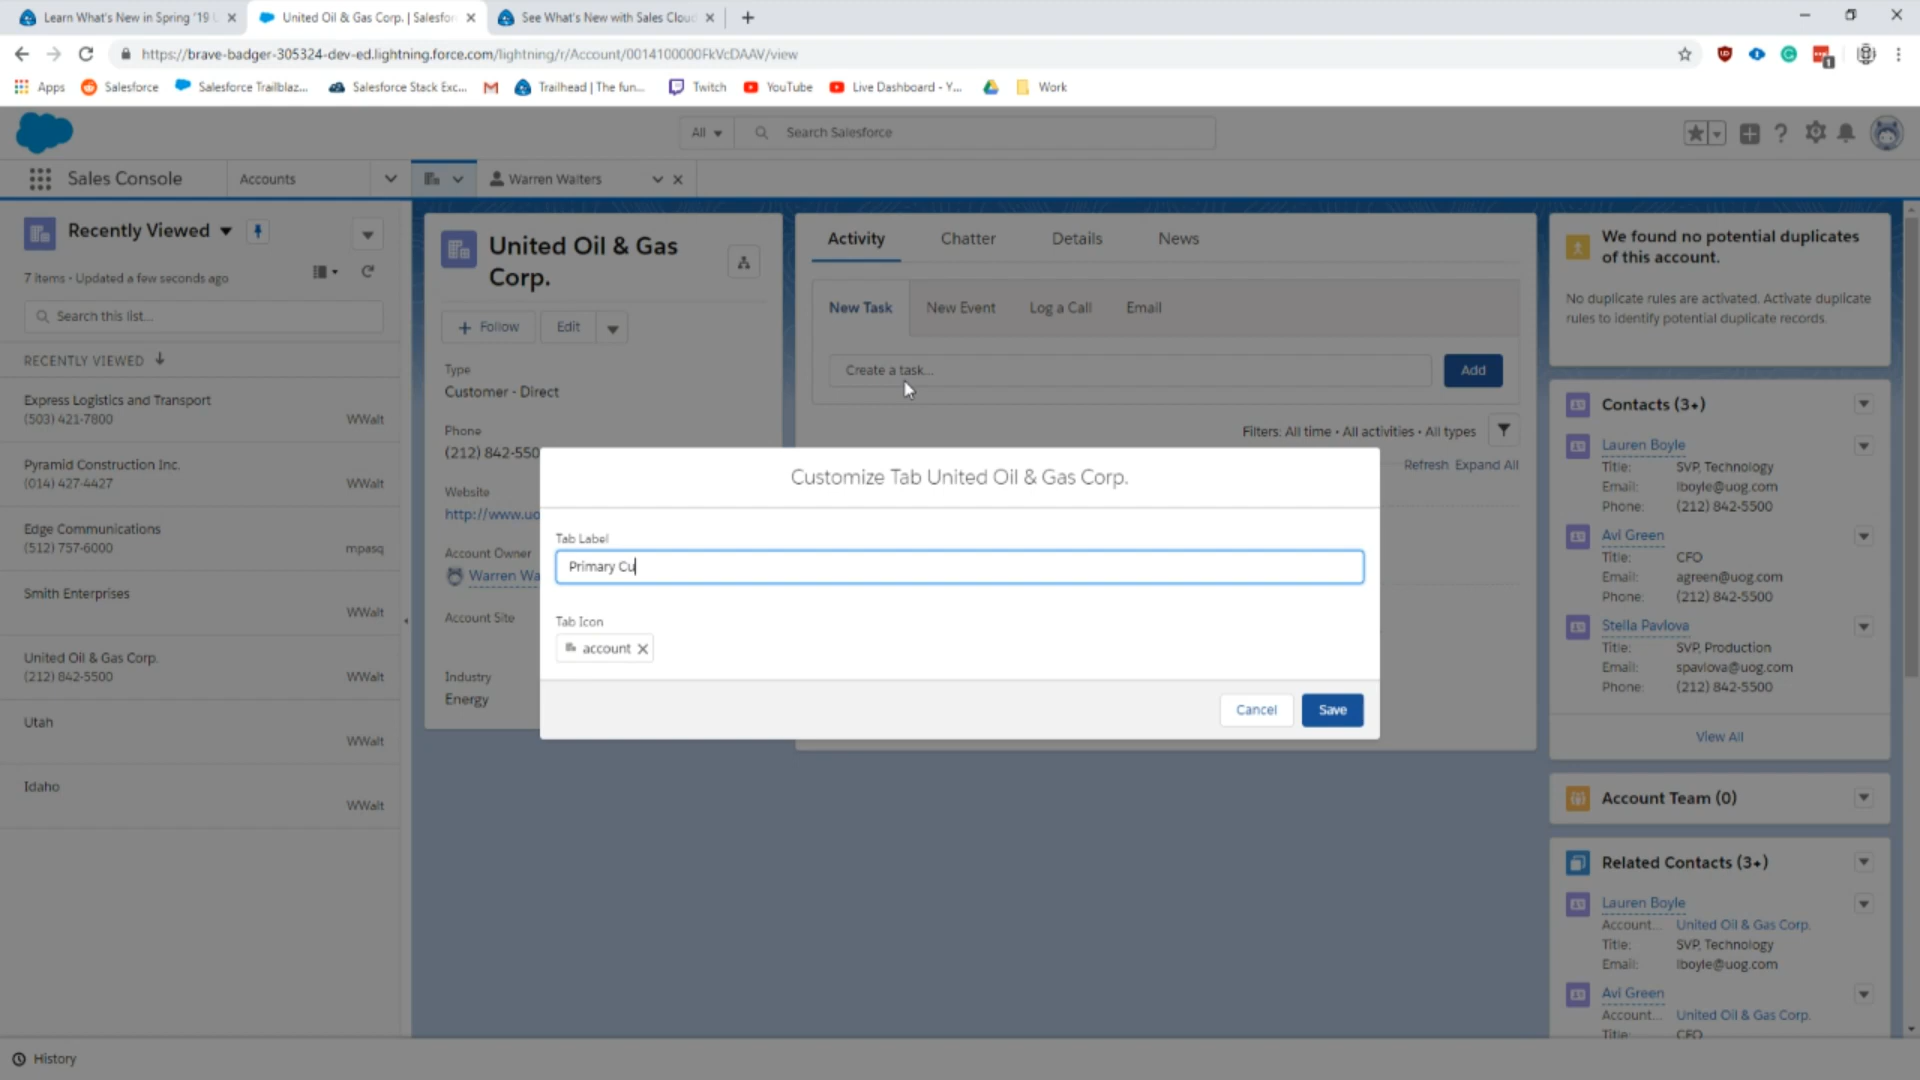 Learn What's New in Spring '19 L
United Oil & Gas Corp. | Salesfor
See What's New with Sales Cloud
https://brave-badger-305324-dev-ed.lightning.force.com/lightning/r/Account/0014100000FkVcDAAV/view
1
Apps
Salesforce
Salesforce Trailblaz...
Salesforce Stack Exc...
Trailhead | The fun...
Twitch
YouTube
Live Dashboard - Y...
Work
All
Search Salesforce
Sales Console
Accounts
Warren Walters
Recently Viewed
7 items • Updated a few seconds ago
Search this list...
RECENTLY VIEWED
Express Logistics and Transport
(503) 421-7800
WWalt
Pyramid Construction Inc.
(014) 427-4427
WWalt
Edge Communications
(512) 757-6000
mpasq
Smith Enterprises
WWalt
United Oil & Gas Corp.
(212) 842-5500
WWalt
Utah
WWalt
Idaho
WWalt
United Oil & Gas
Corp.
Follow
Edit
Type
Customer - Direct
Phone
(212) 842-550
Website
http://www.uo
Account Owner
Warren Wa
Account Site
Industry
Energy
Activity
Chatter
Details
News
New Task
New Event
Log a Call
Email
Create a task...
Add
Filters: All time • All activities • All types
Refresh Expand All
Customize Tab United Oil & Gas Corp.
Tab Label
Primary Cu
Tab Icon
account
Cancel
Save
We found no potential duplicates
of this account.
No duplicate rules are activated. Activate duplicate
rules to identify potential duplicate records.
Contacts (3+)
Lauren Boyle
Title: SVP, Technology
Email: lboyle@uog.com
Phone: (212) 842-5500
Avi Green
Title: CFO
Email: agreen@uog.com
Phone: (212) 842-5500
Stella Pavlova
Title: SVP, Production
Email: spavlova@uog.com
Phone: (212) 842-5500
View All
Account Team (0)
Related Contacts (3+)
Lauren Boyle
Account... United Oil & Gas Corp.
Title: SVP, Technology
Email: lboyle@uog.com
Avi Green
Account... United Oil & Gas Corp.
Title: CFO
History